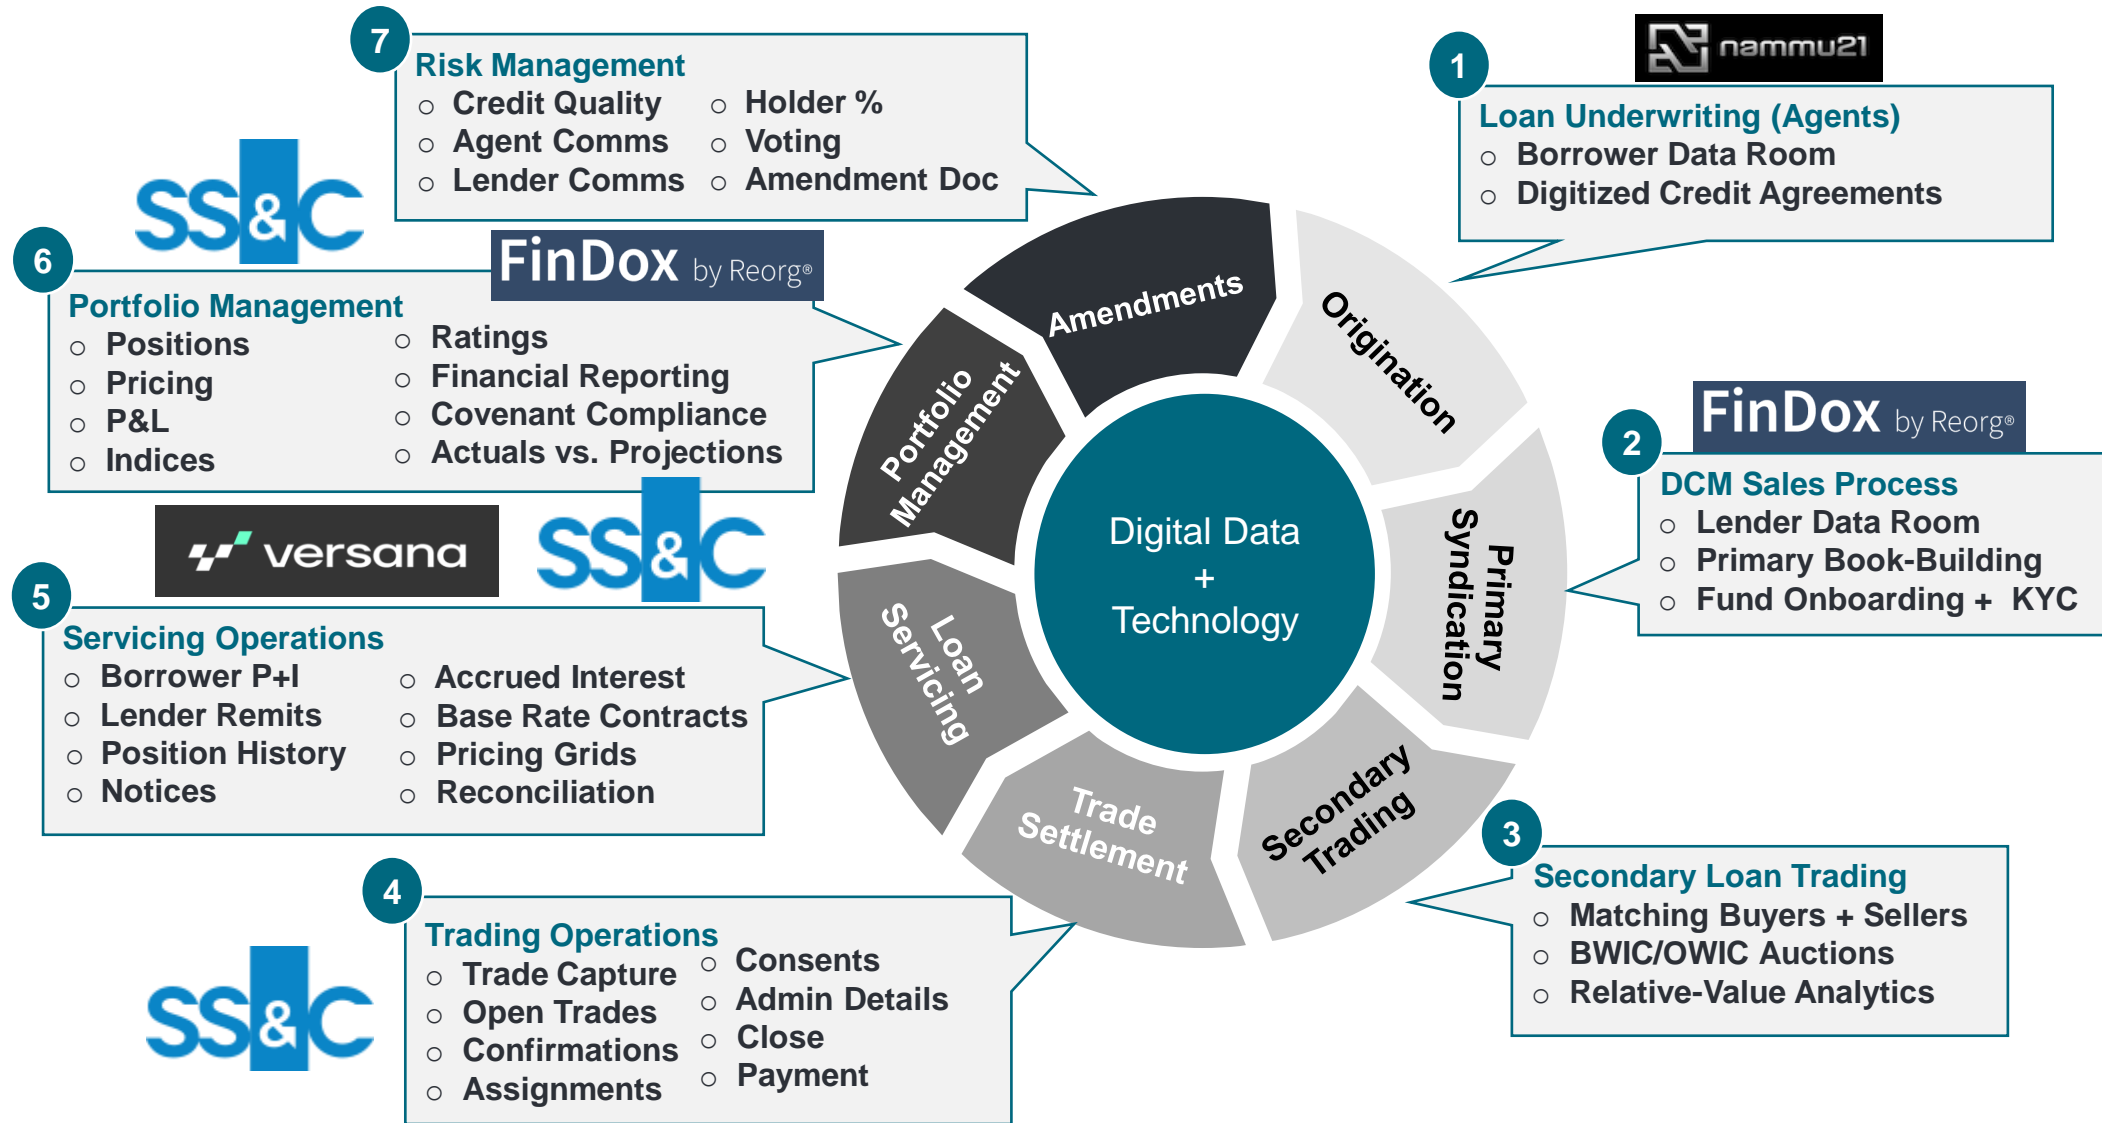 7
Risk Management
Credit Quality
Agent Comms
Lender Comms
Holder %
Voting
Amendment Doc
nammu21
1
Loan Underwriting (Agents)
Borrower Data Room
Digitized Credit Agreements
SS&C
FinDox by Reorg®
6
Portfolio Management
Positions
Pricing
P&L
Indices
Ratings
Financial Reporting
Covenant Compliance
Actuals vs. Projections
Amendments
Origination
Portfolio
Management
Primary
Syndication
Loan
Servicing
Trade
Settlement
Secondary
Trading
Digital Data
+
Technology
FinDox by Reorg®
2
DCM Sales Process
Lender Data Room
Primary Book-Building
Fund Onboarding + KYC
versana
SS&C
5
Servicing Operations
Borrower P+I
Lender Remits
Position History
Notices
Accrued Interest
Base Rate Contracts
Pricing Grids
Reconciliation
3
Secondary Loan Trading
Matching Buyers + Sellers
BWIC/OWIC Auctions
Relative-Value Analytics
4
Trading Operations
Trade Capture
Open Trades
Confirmations
Assignments
Consents
Admin Details
Close
Payment
SS&C